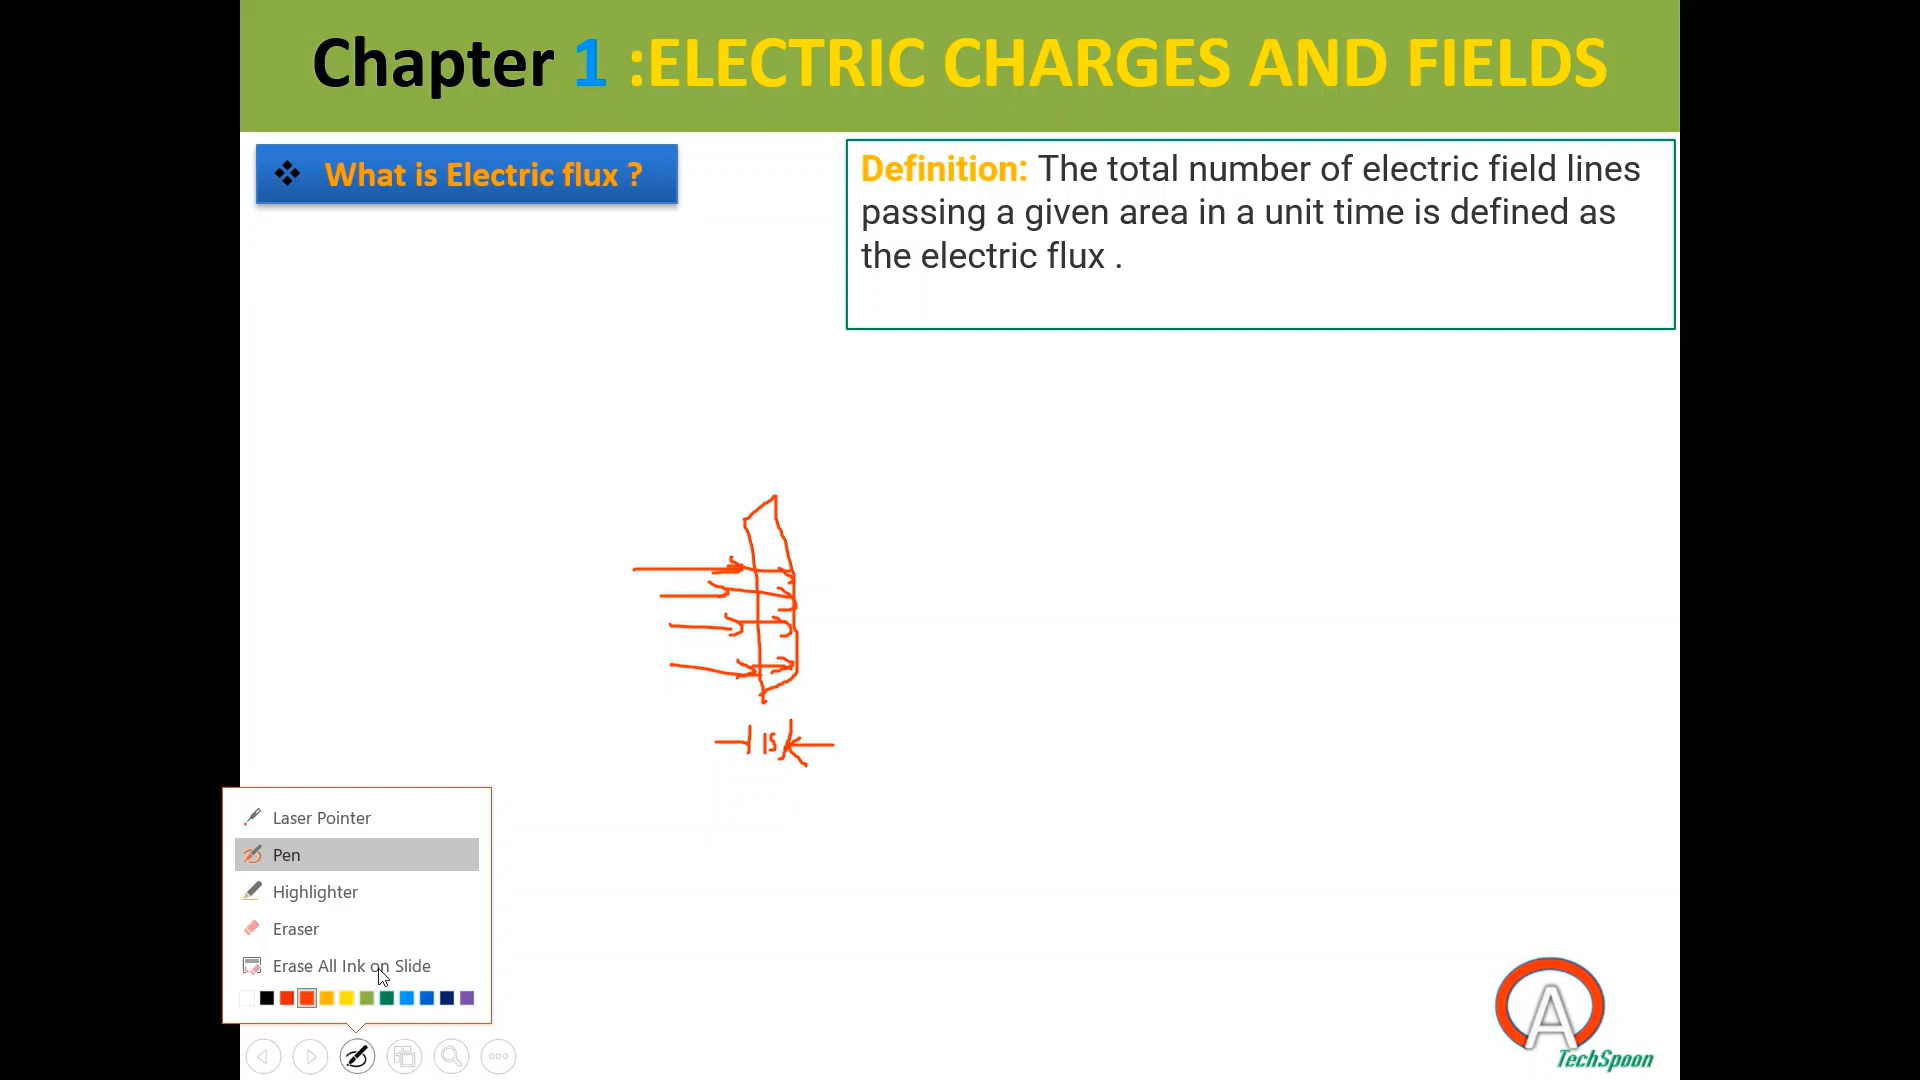 Chapter 1 :ELECTRIC CHARGES AND FIELDS
What is Electric flux ?
Definition: The total number of electric field lines
passing a given area in a unit time is defined as
the electric flux .
1s
Laser Pointer
Pen
Highlighter
Eraser
Erase All Ink on Slide
A
TechSpoon